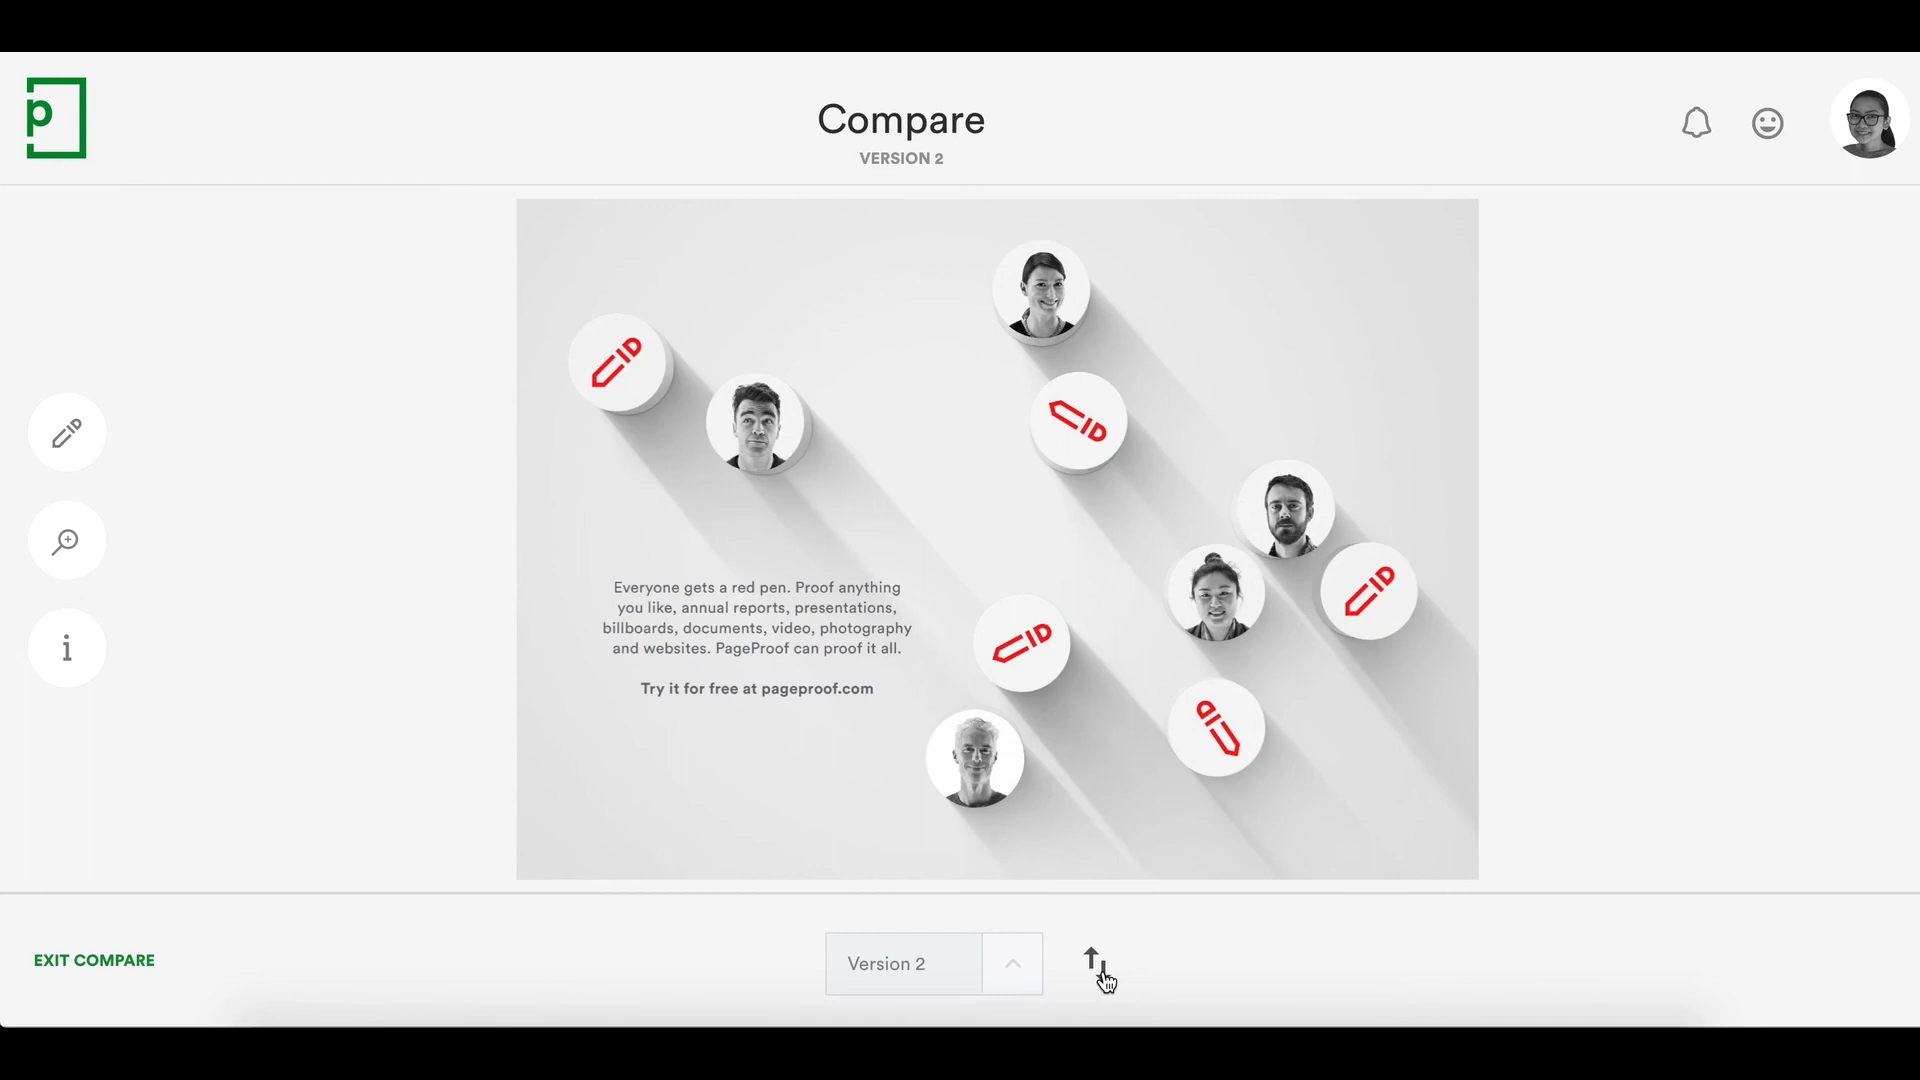 p
Compare
VERSION 2
Everyone gets a red pen. Proof anything
you like, annual reports, presentations,
billboards, documents, video, photography
and websites. PageProof can proof it all.
Try it for free at pageproof.com
i
EXIT COMPARE
Version 2